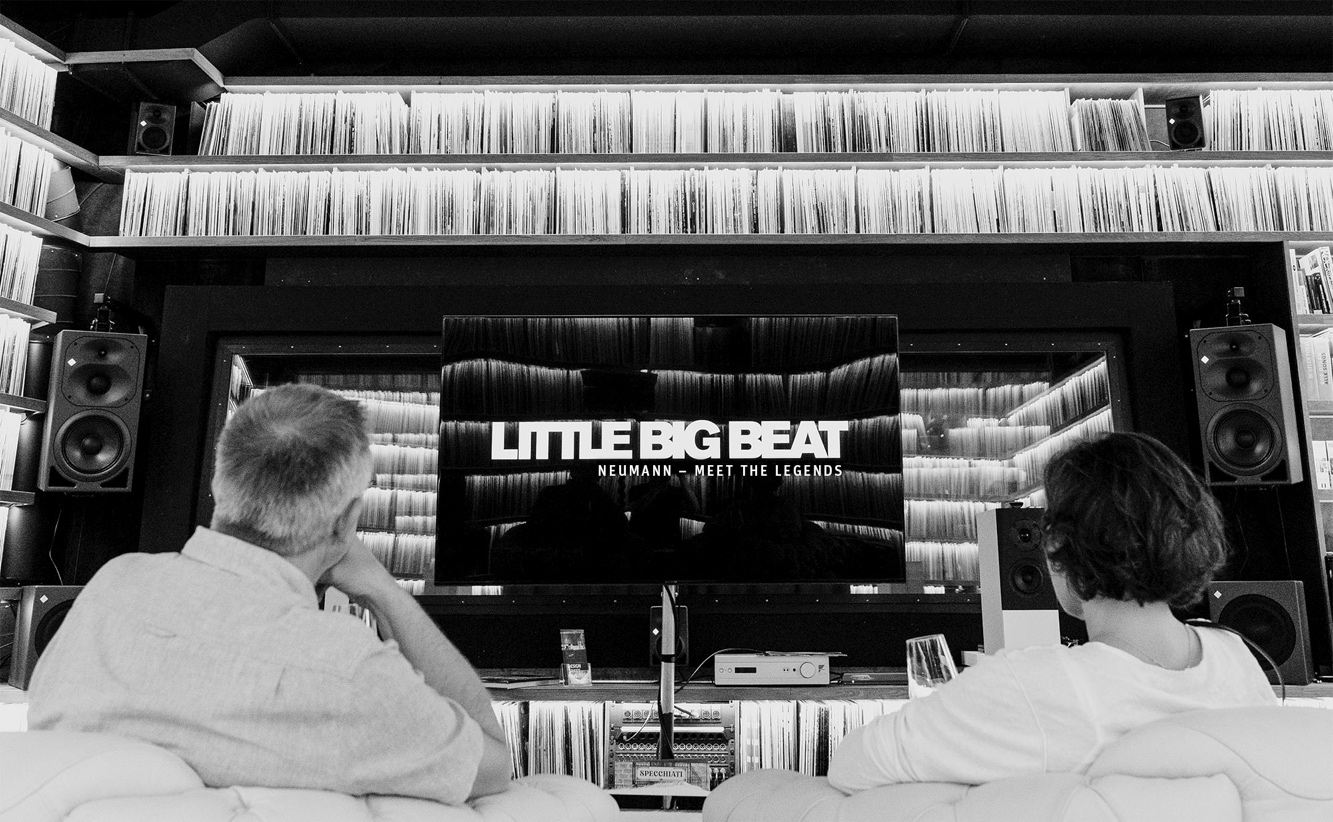 LITTLE BIG BEAT
NEUMANN – MEET THE LEGENDS
SPECCHIATI